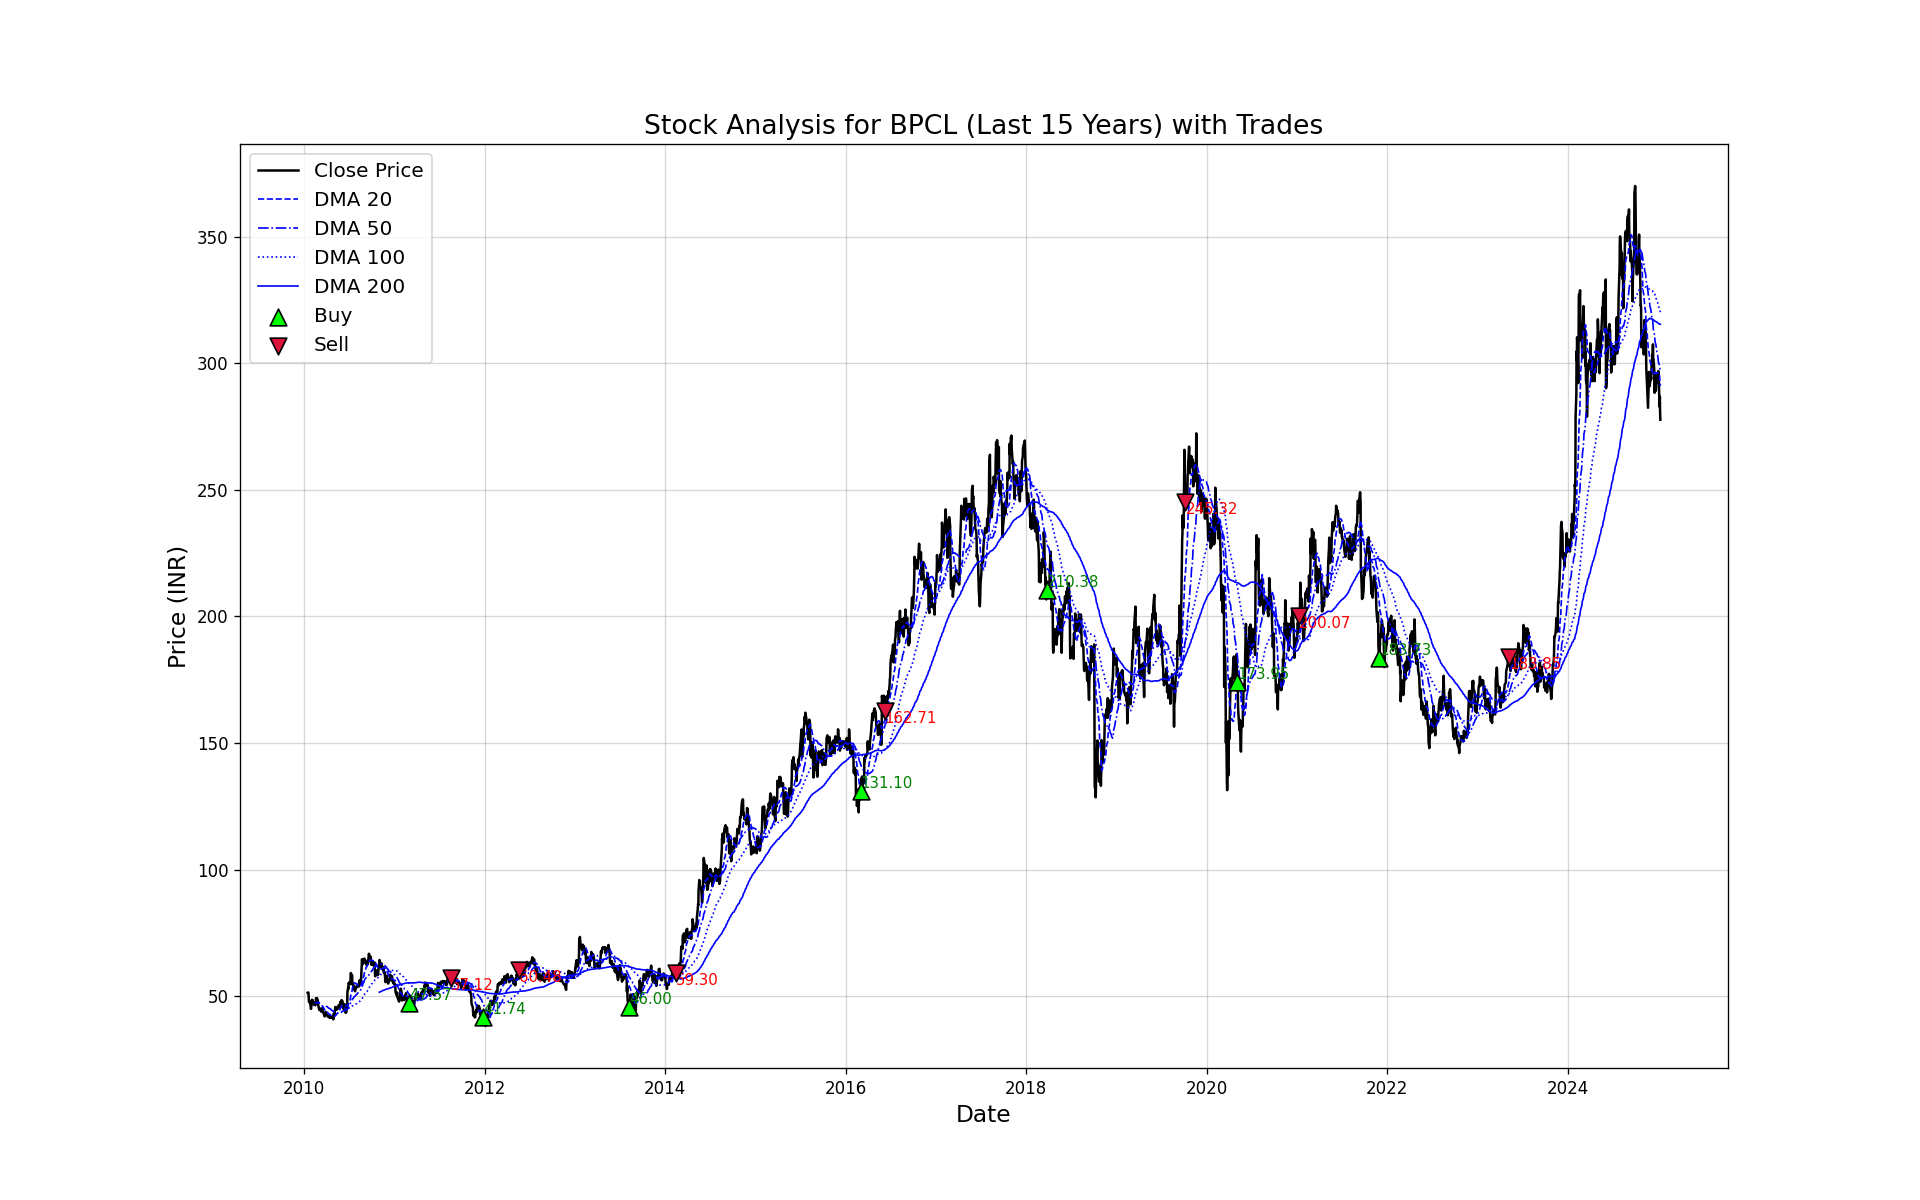 Stock Analysis for BPCL (Last 15 Years) with Trades
Close Price
DMA 20
DMA 50
DMA 100
DMA 200
Buy
Sell
Price (INR)
350
300
250
200
150
100
50
245.32
200.07
162.71
131.10
59.30
46.00
41.74
2010
2012
2014
2016
2018
2020
2022
2024
Date